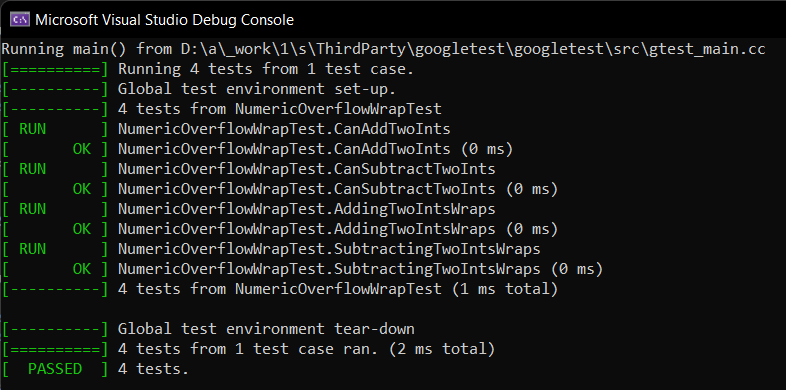 Microsoft Visual Studio Debug Console
Running main() from D:\a\_work\1\s\ThirdParty\googletest\googletest\src\gtest_main.cc
[==========] Running 4 tests from 1 test case.
[----------] Global test environment set-up.
[----------] 4 tests from NumericOverflowWrapTest
[ RUN      ] NumericOverflowWrapTest.CanAddTwoInts
[       OK ] NumericOverflowWrapTest.CanAddTwoInts (0 ms)
[ RUN      ] NumericOverflowWrapTest.CanSubtractTwoInts
[       OK ] NumericOverflowWrapTest.CanSubtractTwoInts (0 ms)
[ RUN      ] NumericOverflowWrapTest.AddingTwoIntsWraps
[       OK ] NumericOverflowWrapTest.AddingTwoIntsWraps (0 ms)
[ RUN      ] NumericOverflowWrapTest.SubtractingTwoIntsWraps
[       OK ] NumericOverflowWrapTest.SubtractingTwoIntsWraps (0 ms)
[----------] 4 tests from NumericOverflowWrapTest (1 ms total)

[----------] Global test environment tear-down
[==========] 4 tests from 1 test case ran. (2 ms total)
[  PASSED  ] 4 tests.